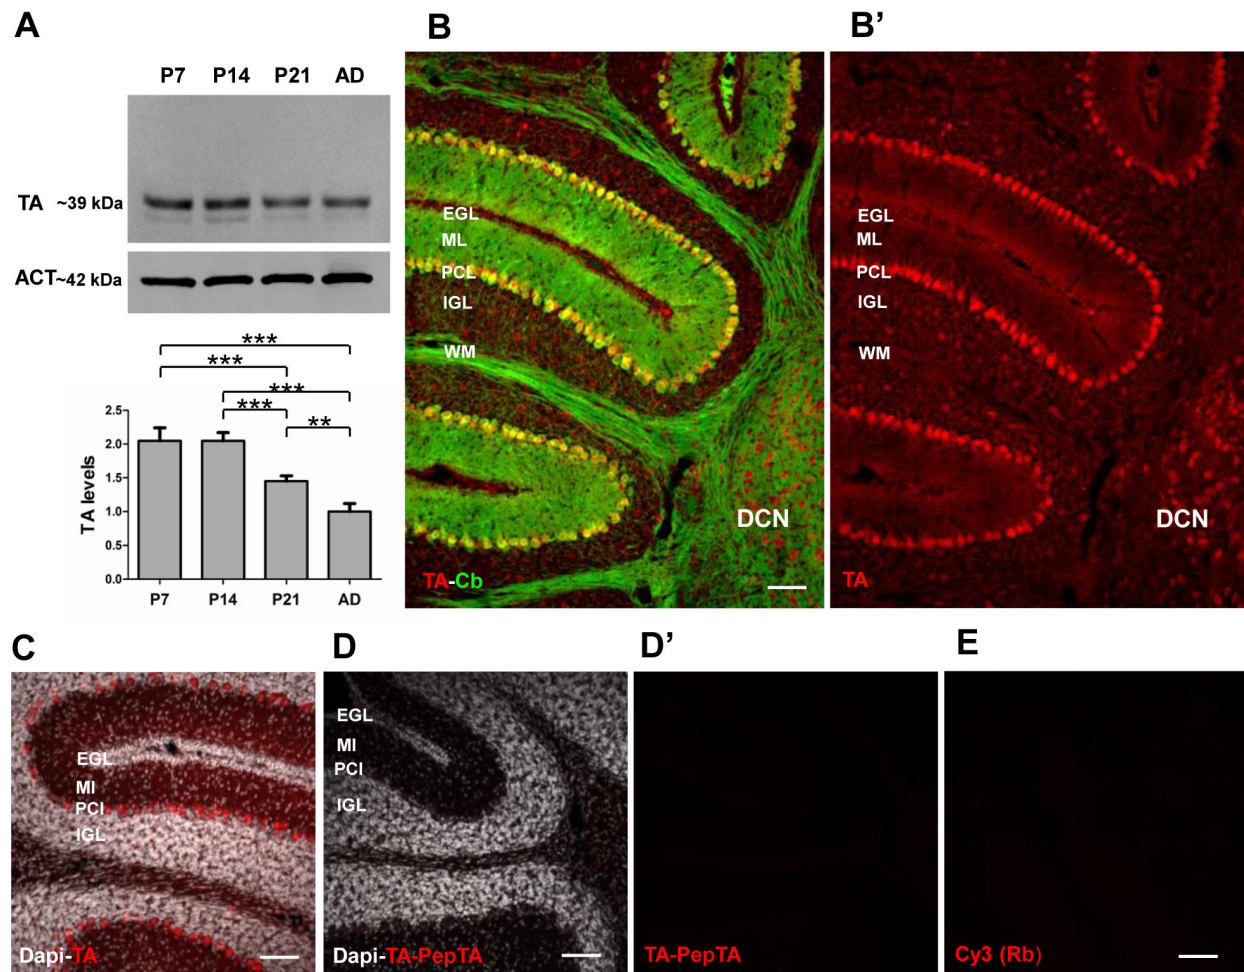 A
B
B’
P7 P14 P21 AD
TA ~39 kDa
ACT ~42 kDa
***
***
***
***
**
TA levels
2.5
2.0
1.5
1.0
0.5
0.0
P7 P14 P21 AD
EGL
ML
PCL
IGL
WM
DCN
TA-Cb
EGL
ML
PCL
IGL
WM
DCN
TA
C
D
D’
E
EGL
Ml
PCl
IGL
Dapi-TA
EGL
Ml
PCl
IGL
Dapi-TA-PepTA
TA-PepTA
Cy3 (Rb)